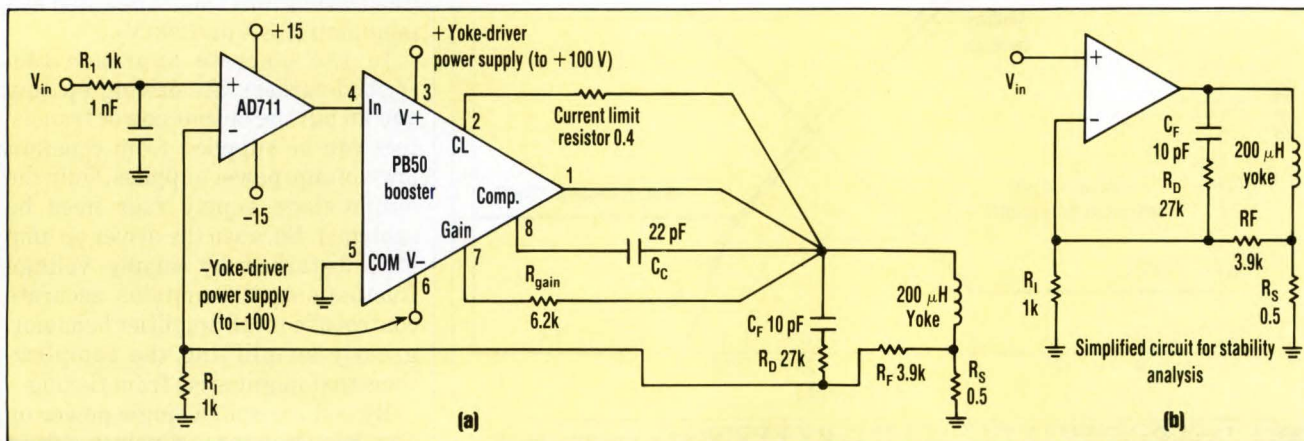 +15
R1 1k
Vin
1 nF
+
AD711
−
-15
4
In
+Yoke-driver
power supply (to +100 V)
3
V+
2
CL
Current limit
resistor 0.4
PB50
booster
Comp.
1
8
Gain
7
5
COM
V−
6
22 pF
CC
Rgain
6.2k
−Yoke-driver
power supply
(to −100)
CF 10 pF
RD 27k
RF 3.9k
200 µH
Yoke
RS
0.5
RI
1k
(a)
Vin
+
−
CF
10 pF
RD
27k
200 µH
yoke
RF
3.9k
RI
1k
RS
0.5
Simplified circuit for stability
analysis
(b)